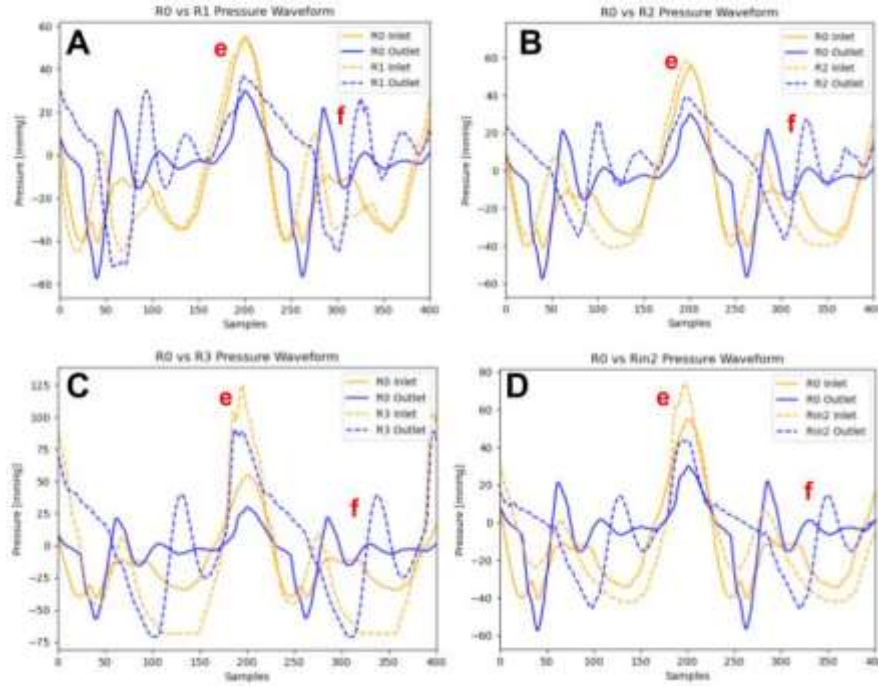 R0 vs R1 Pressure Waveform
A
e
f
R0 Inlet
R0 Outlet
R1 Inlet
R1 Outlet
Pressure [mmHg]
60
40
20
0
−20
−40
−60
0 50 100 150 200 250 300 350 400
Samples
R0 vs R2 Pressure Waveform
B
e
f
R0 Inlet
R0 Outlet
R2 Inlet
R2 Outlet
Pressure [mmHg]
60
40
20
0
−20
−40
−60
0 50 100 150 200 250 300 350 400
Samples
R0 vs R3 Pressure Waveform
C
e
f
R0 Inlet
R0 Outlet
R3 Inlet
R3 Outlet
Pressure [mmHg]
125
100
75
50
25
0
−25
−50
−75
0 50 100 150 200 250 300 350 400
Samples
R0 vs Rin2 Pressure Waveform
D
e
f
R0 Inlet
R0 Outlet
Rin2 Inlet
Rin2 Outlet
Pressure [mmHg]
80
60
40
20
0
−20
−40
−60
0 50 100 150 200 250 300 350 400
Samples